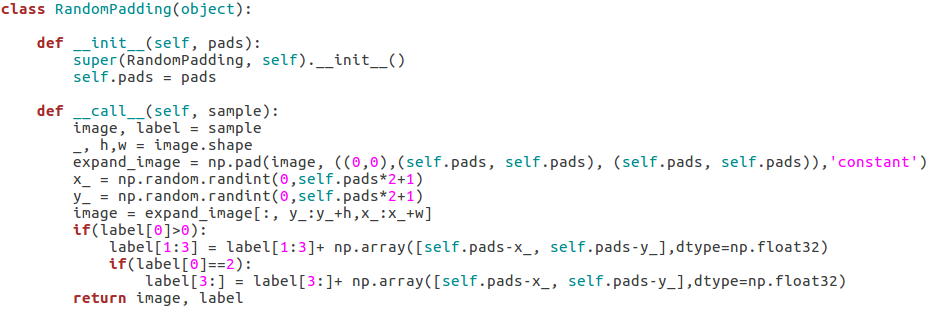 class RandomPadding(object):
    def __init__(self, pads):
        super(RandomPadding, self).__init__()
        self.pads = pads
    def __call__(self, sample):
        image, label = sample
        _, h,w = image.shape
        expand_image = np.pad(image, ((0,0),(self.pads, self.pads), (self.pads, self.pads)),'constant')
        x_ = np.random.randint(0,self.pads*2+1)
        y_ = np.random.randint(0,self.pads*2+1)
        image = expand_image[:, y_:y_+h,x_:x_+w]
        if(label[0]>0):
            label[1:3] = label[1:3]+ np.array([self.pads-x_, self.pads-y_],dtype=np.float32)
            if(label[0]==2):
                label[3:] = label[3:]+ np.array([self.pads-x_, self.pads-y_],dtype=np.float32)
        return image, label